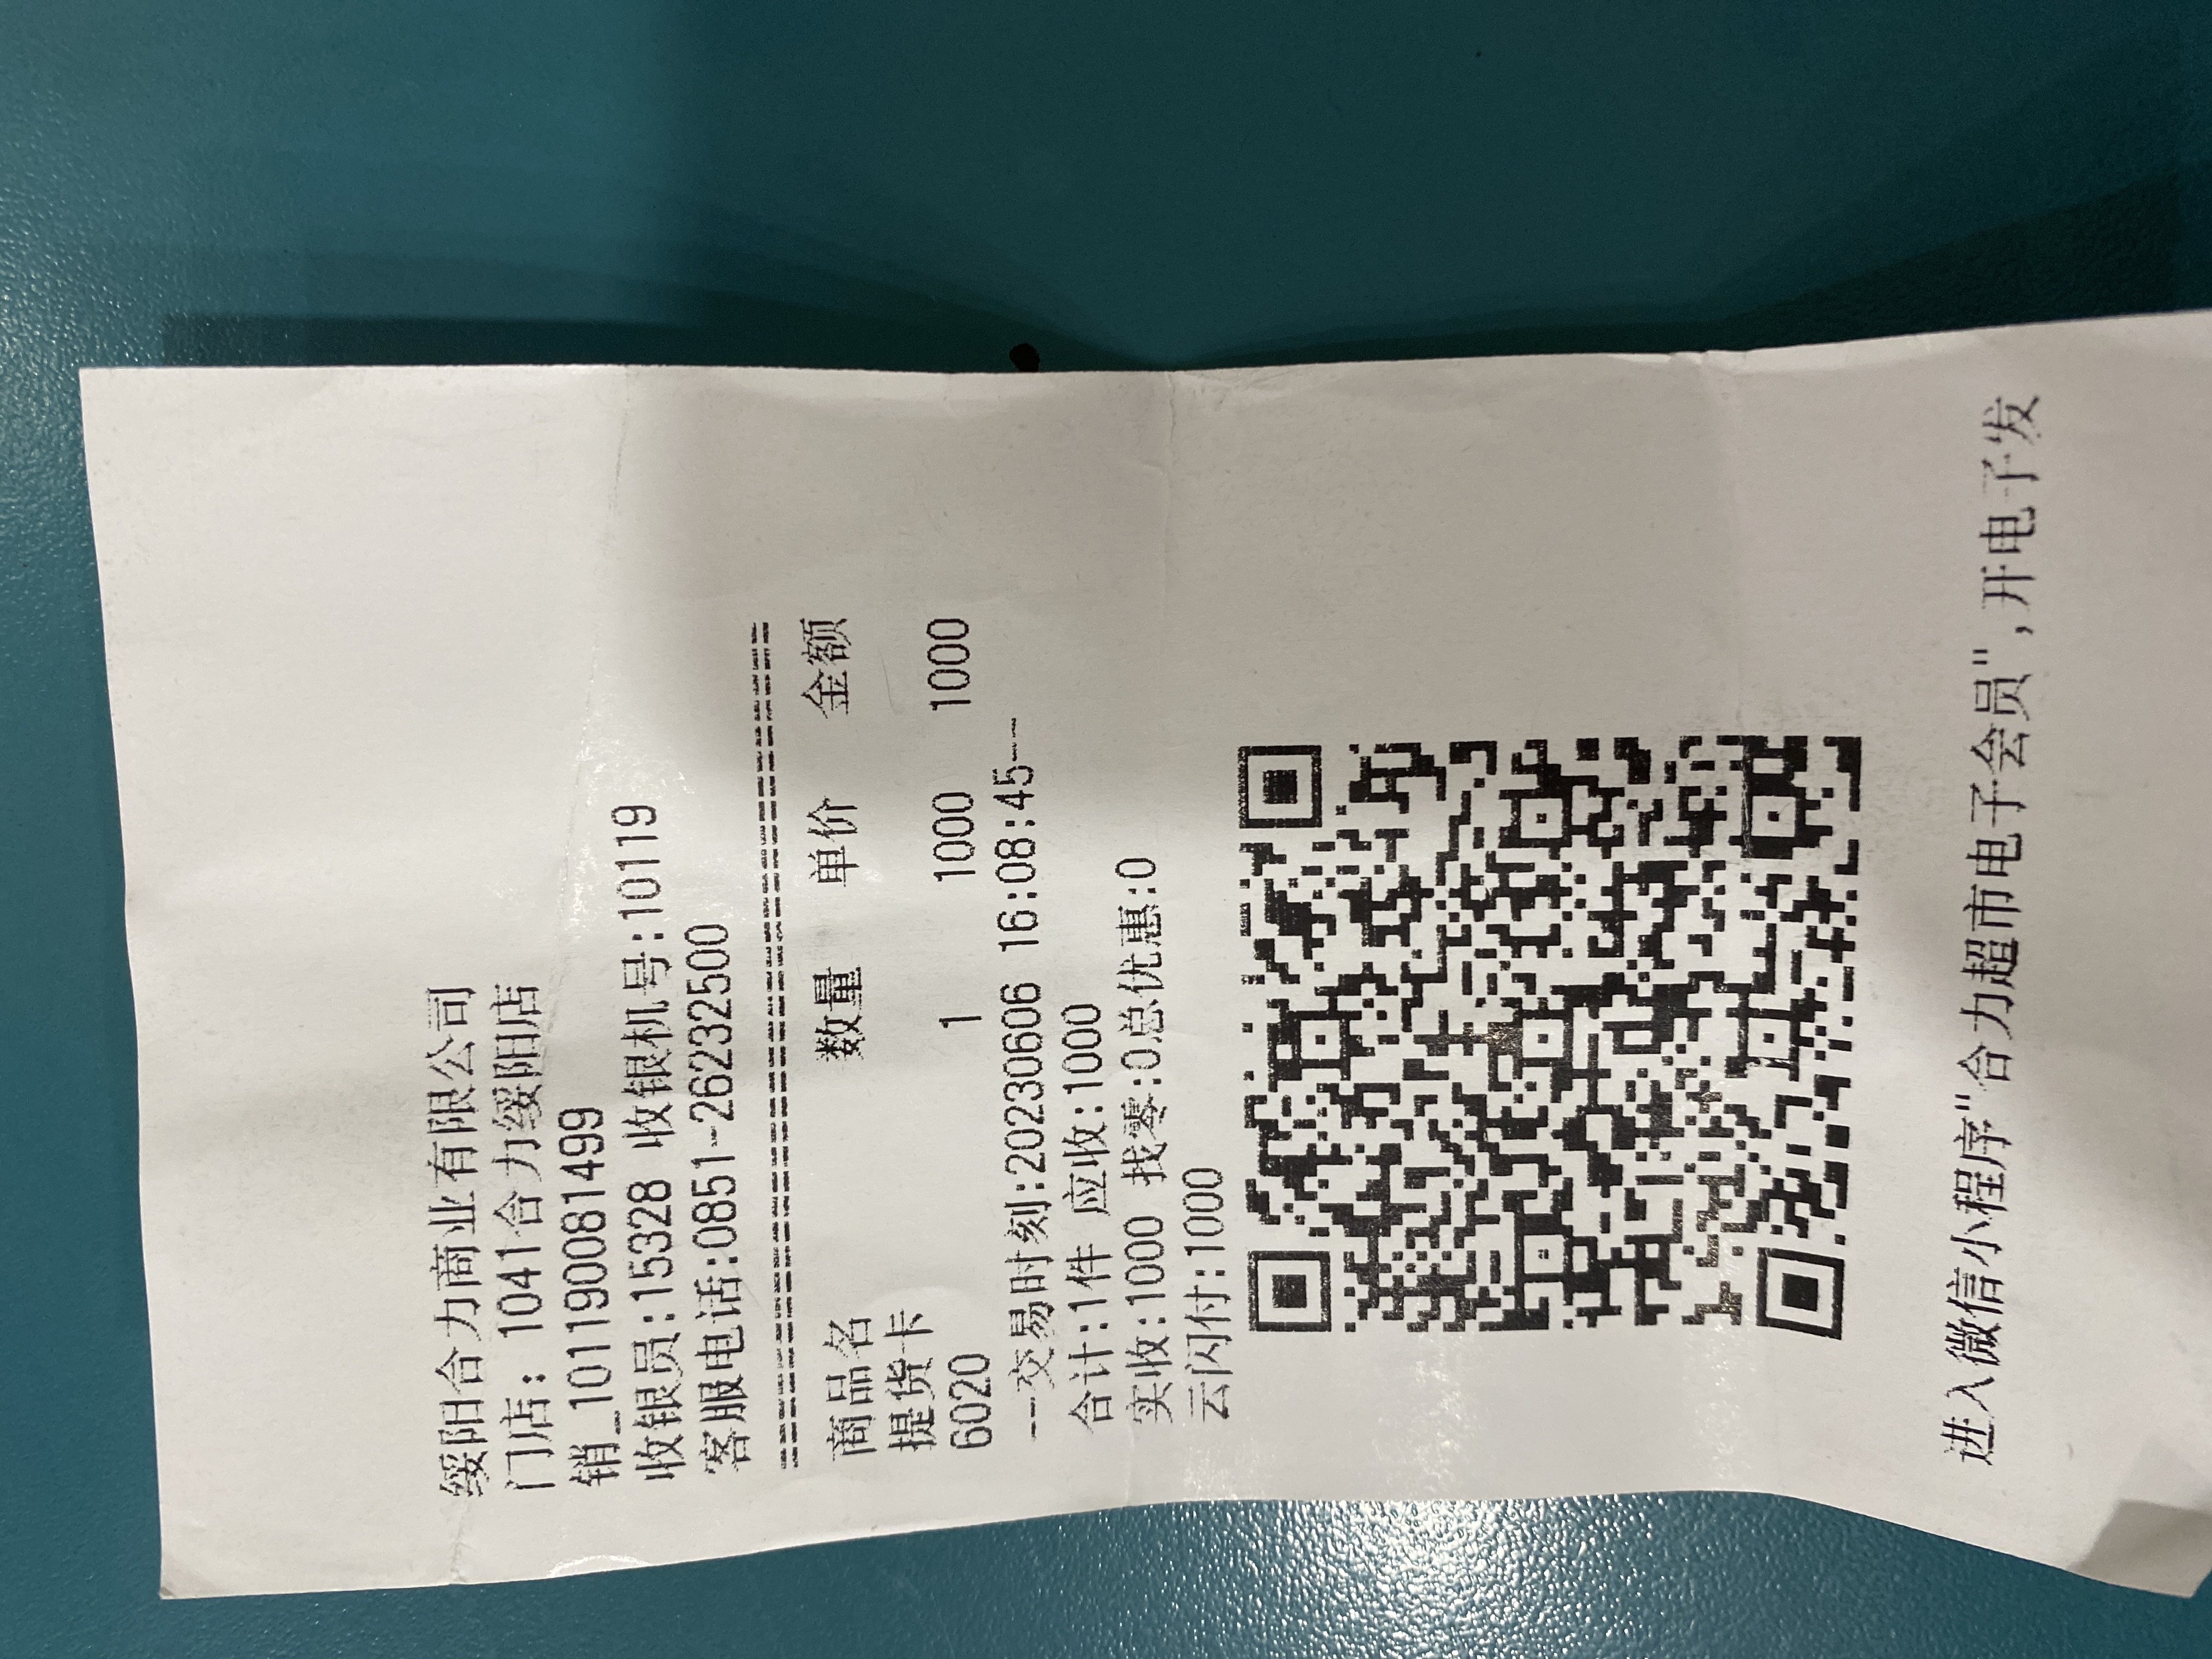 绥阳合力商业有限公司
门店: 1041合力绥阳店
销_1011190081499
收银员:15328 收银机号:10119
客服电话:0851-26232500
================================
商品名 数量 单价 金额
提货卡
6020 1 1000 1000
--交易时刻:20230606 16:08:45--
合计:1件 应收:1000
实收:1000 找零:0总优惠:0
云闪付:1000
进入微信小程序"合力超市电子会员",开电子发